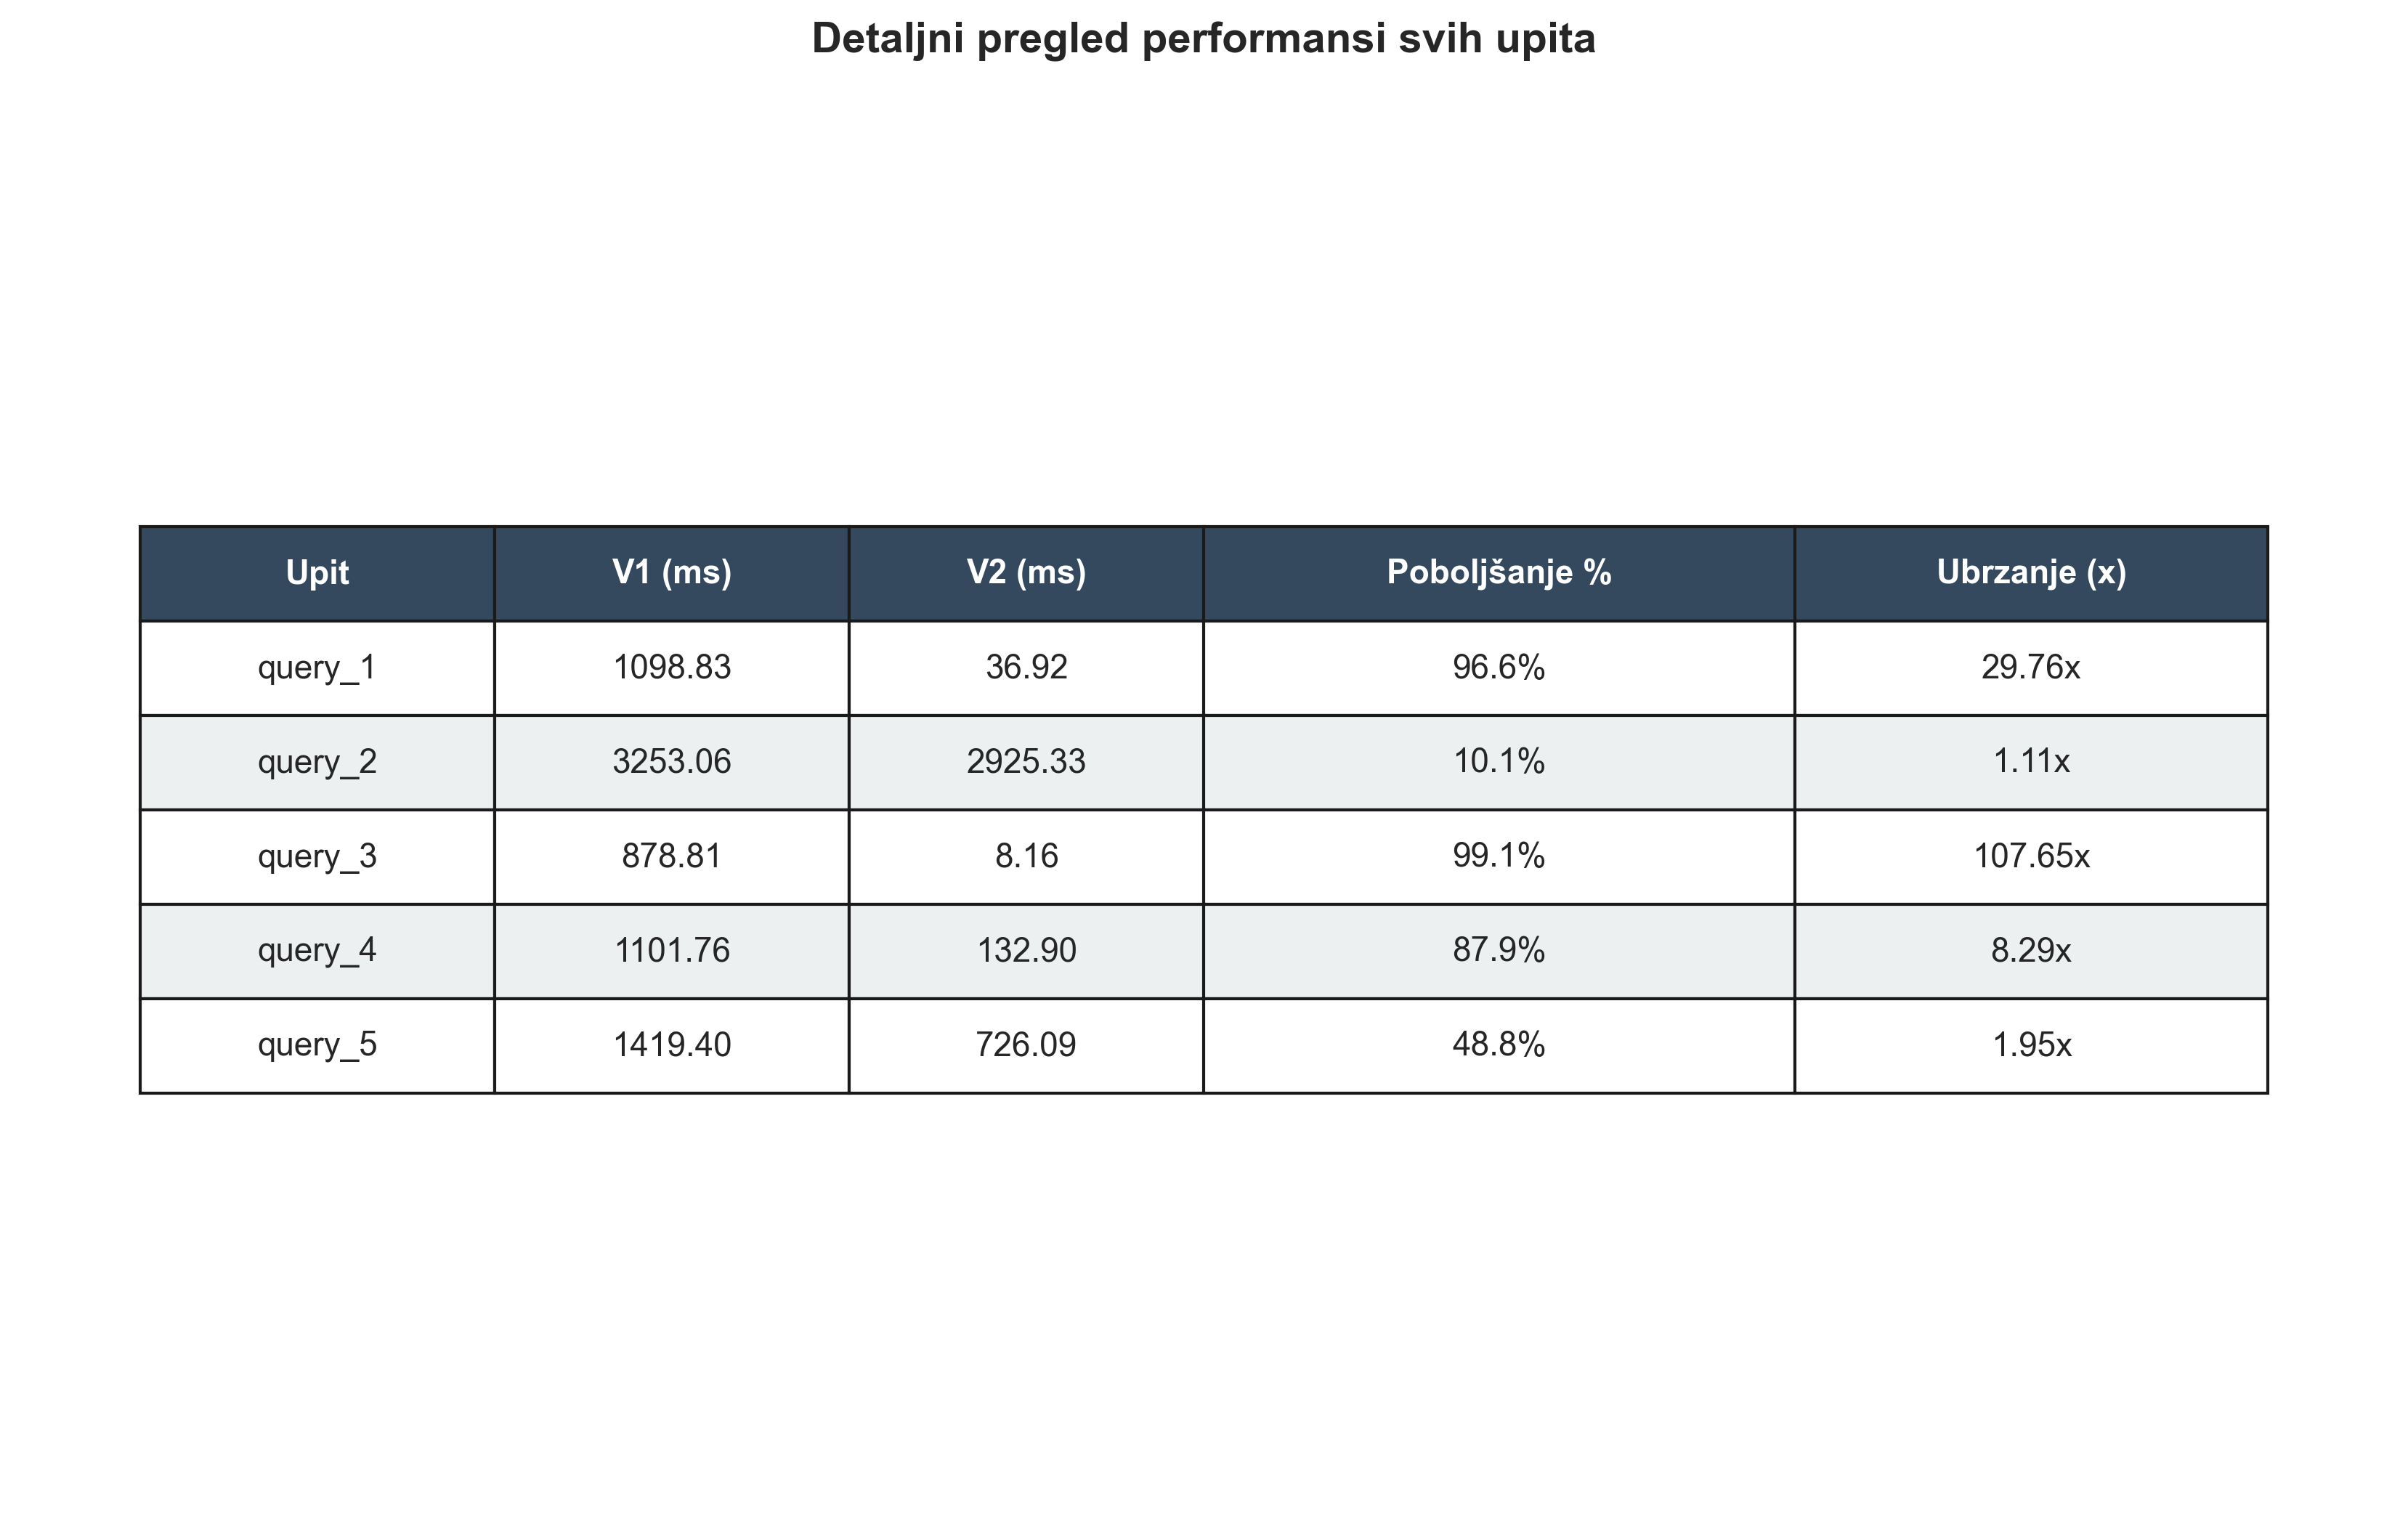 Detaljni pregled performansi svih upita
Upit V1 (ms) V2 (ms) Poboljšanje % Ubrzanje (x)
query_1 1098.83 36.92 96.6% 29.76x
query_2 3253.06 2925.33 10.1% 1.11x
query_3 878.81 8.16 99.1% 107.65x
query_4 1101.76 132.90 87.9% 8.29x
query_5 1419.40 726.09 48.8% 1.95x